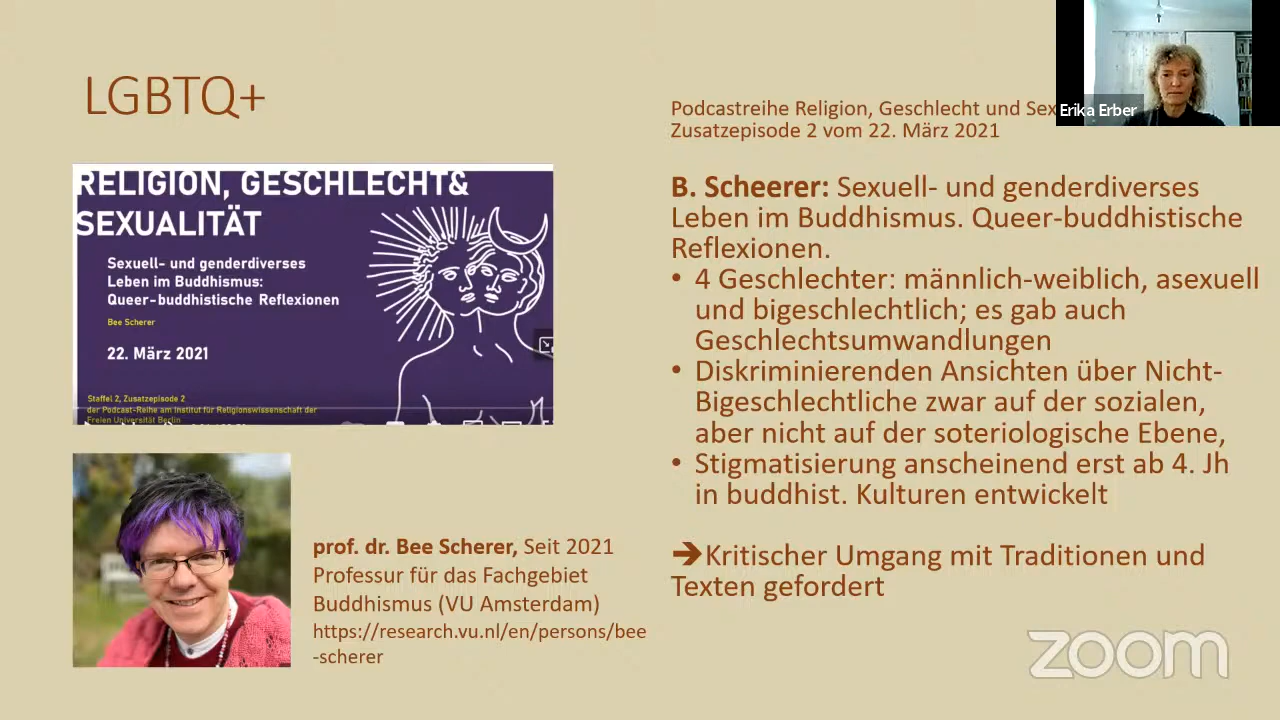 LGBTQ+
RELIGION, GESCHLECHT&
SEXUALITÄT
Sexuell- und genderdiverses
Leben im Buddhismus:
Queer-buddhistische Reflexionen
Bee Scherer
22. März 2021
Staffel 2, Zusatzepisode 2
der Podcast-Reihe am Institut für Religionswissenschaft der
Freien Universität Berlin
prof. dr. Bee Scherer, Seit 2021
Professur für das Fachgebiet
Buddhismus (VU Amsterdam)
https://research.vu.nl/en/persons/bee
-scherer
Podcastreihe Religion, Geschlecht und Sex
Zusatzepisode 2 vom 22. März 2021
B. Scheerer: Sexuell- und genderdiverses
Leben im Buddhismus. Queer-buddhistische
Reflexionen.
• 4 Geschlechter: männlich-weiblich, asexuell
und bigeschlechtlich; es gab auch
Geschlechtsumwandlungen
• Diskriminierenden Ansichten über Nicht-
Bigeschlechtliche zwar auf der sozialen,
aber nicht auf der soteriologische Ebene,
• Stigmatisierung anscheinend erst ab 4. Jh
in buddhist. Kulturen entwickelt
➔Kritischer Umgang mit Traditionen und
Texten gefordert
Erika Erber
zoom